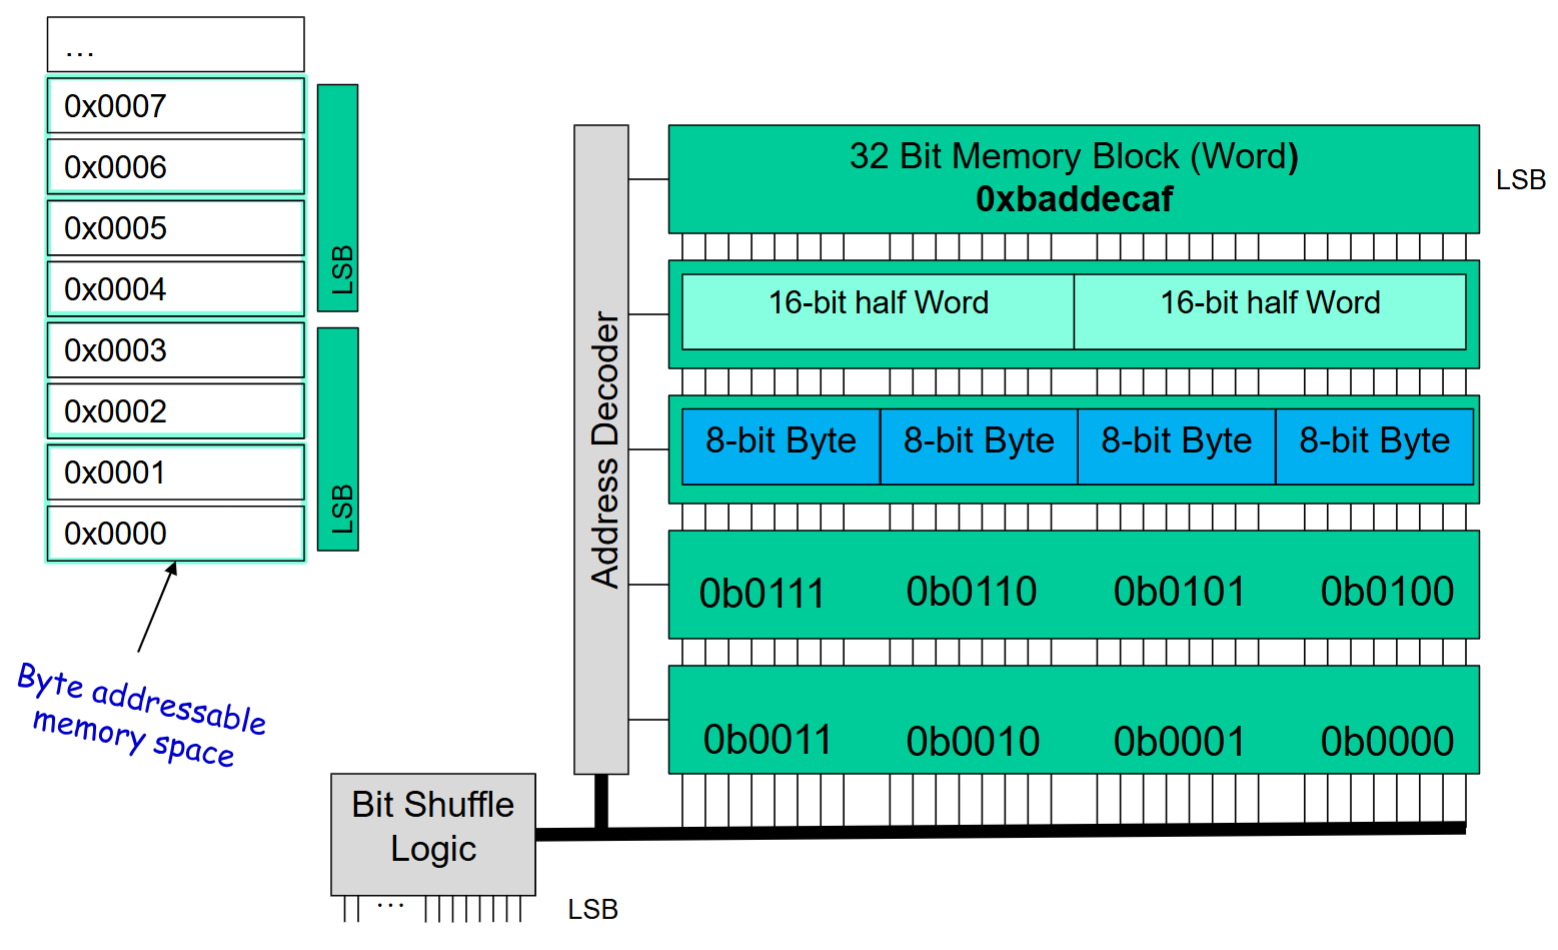 …
0x0007
0x0006
0x0005
0x0004
0x0003
0x0002
0x0001
0x0000
LSB
LSB
Byte addressable
memory space
Address Decoder
32 Bit Memory Block (Word)
0xbaddecaf
LSB
16-bit half Word 16-bit half Word
8-bit Byte 8-bit Byte 8-bit Byte 8-bit Byte
0b0111 0b0110 0b0101 0b0100
0b0011 0b0010 0b0001 0b0000
Bit Shuffle
Logic
…
LSB